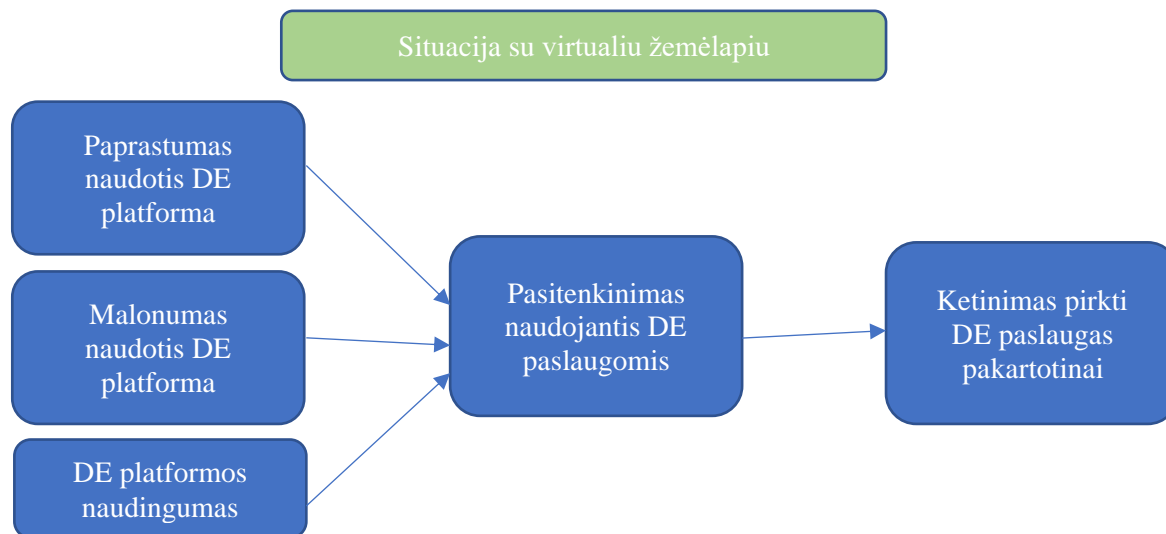 Situacija su virtualiu žemėlapiu
Paprastumas
naudotis DE
platforma
Malonumas
naudotis DE
platforma
DE platformos
naudingumas
Pasitenkinimas
naudojantis DE
paslaugomis
Ketinimas pirkti
DE paslaugas
pakartotinai